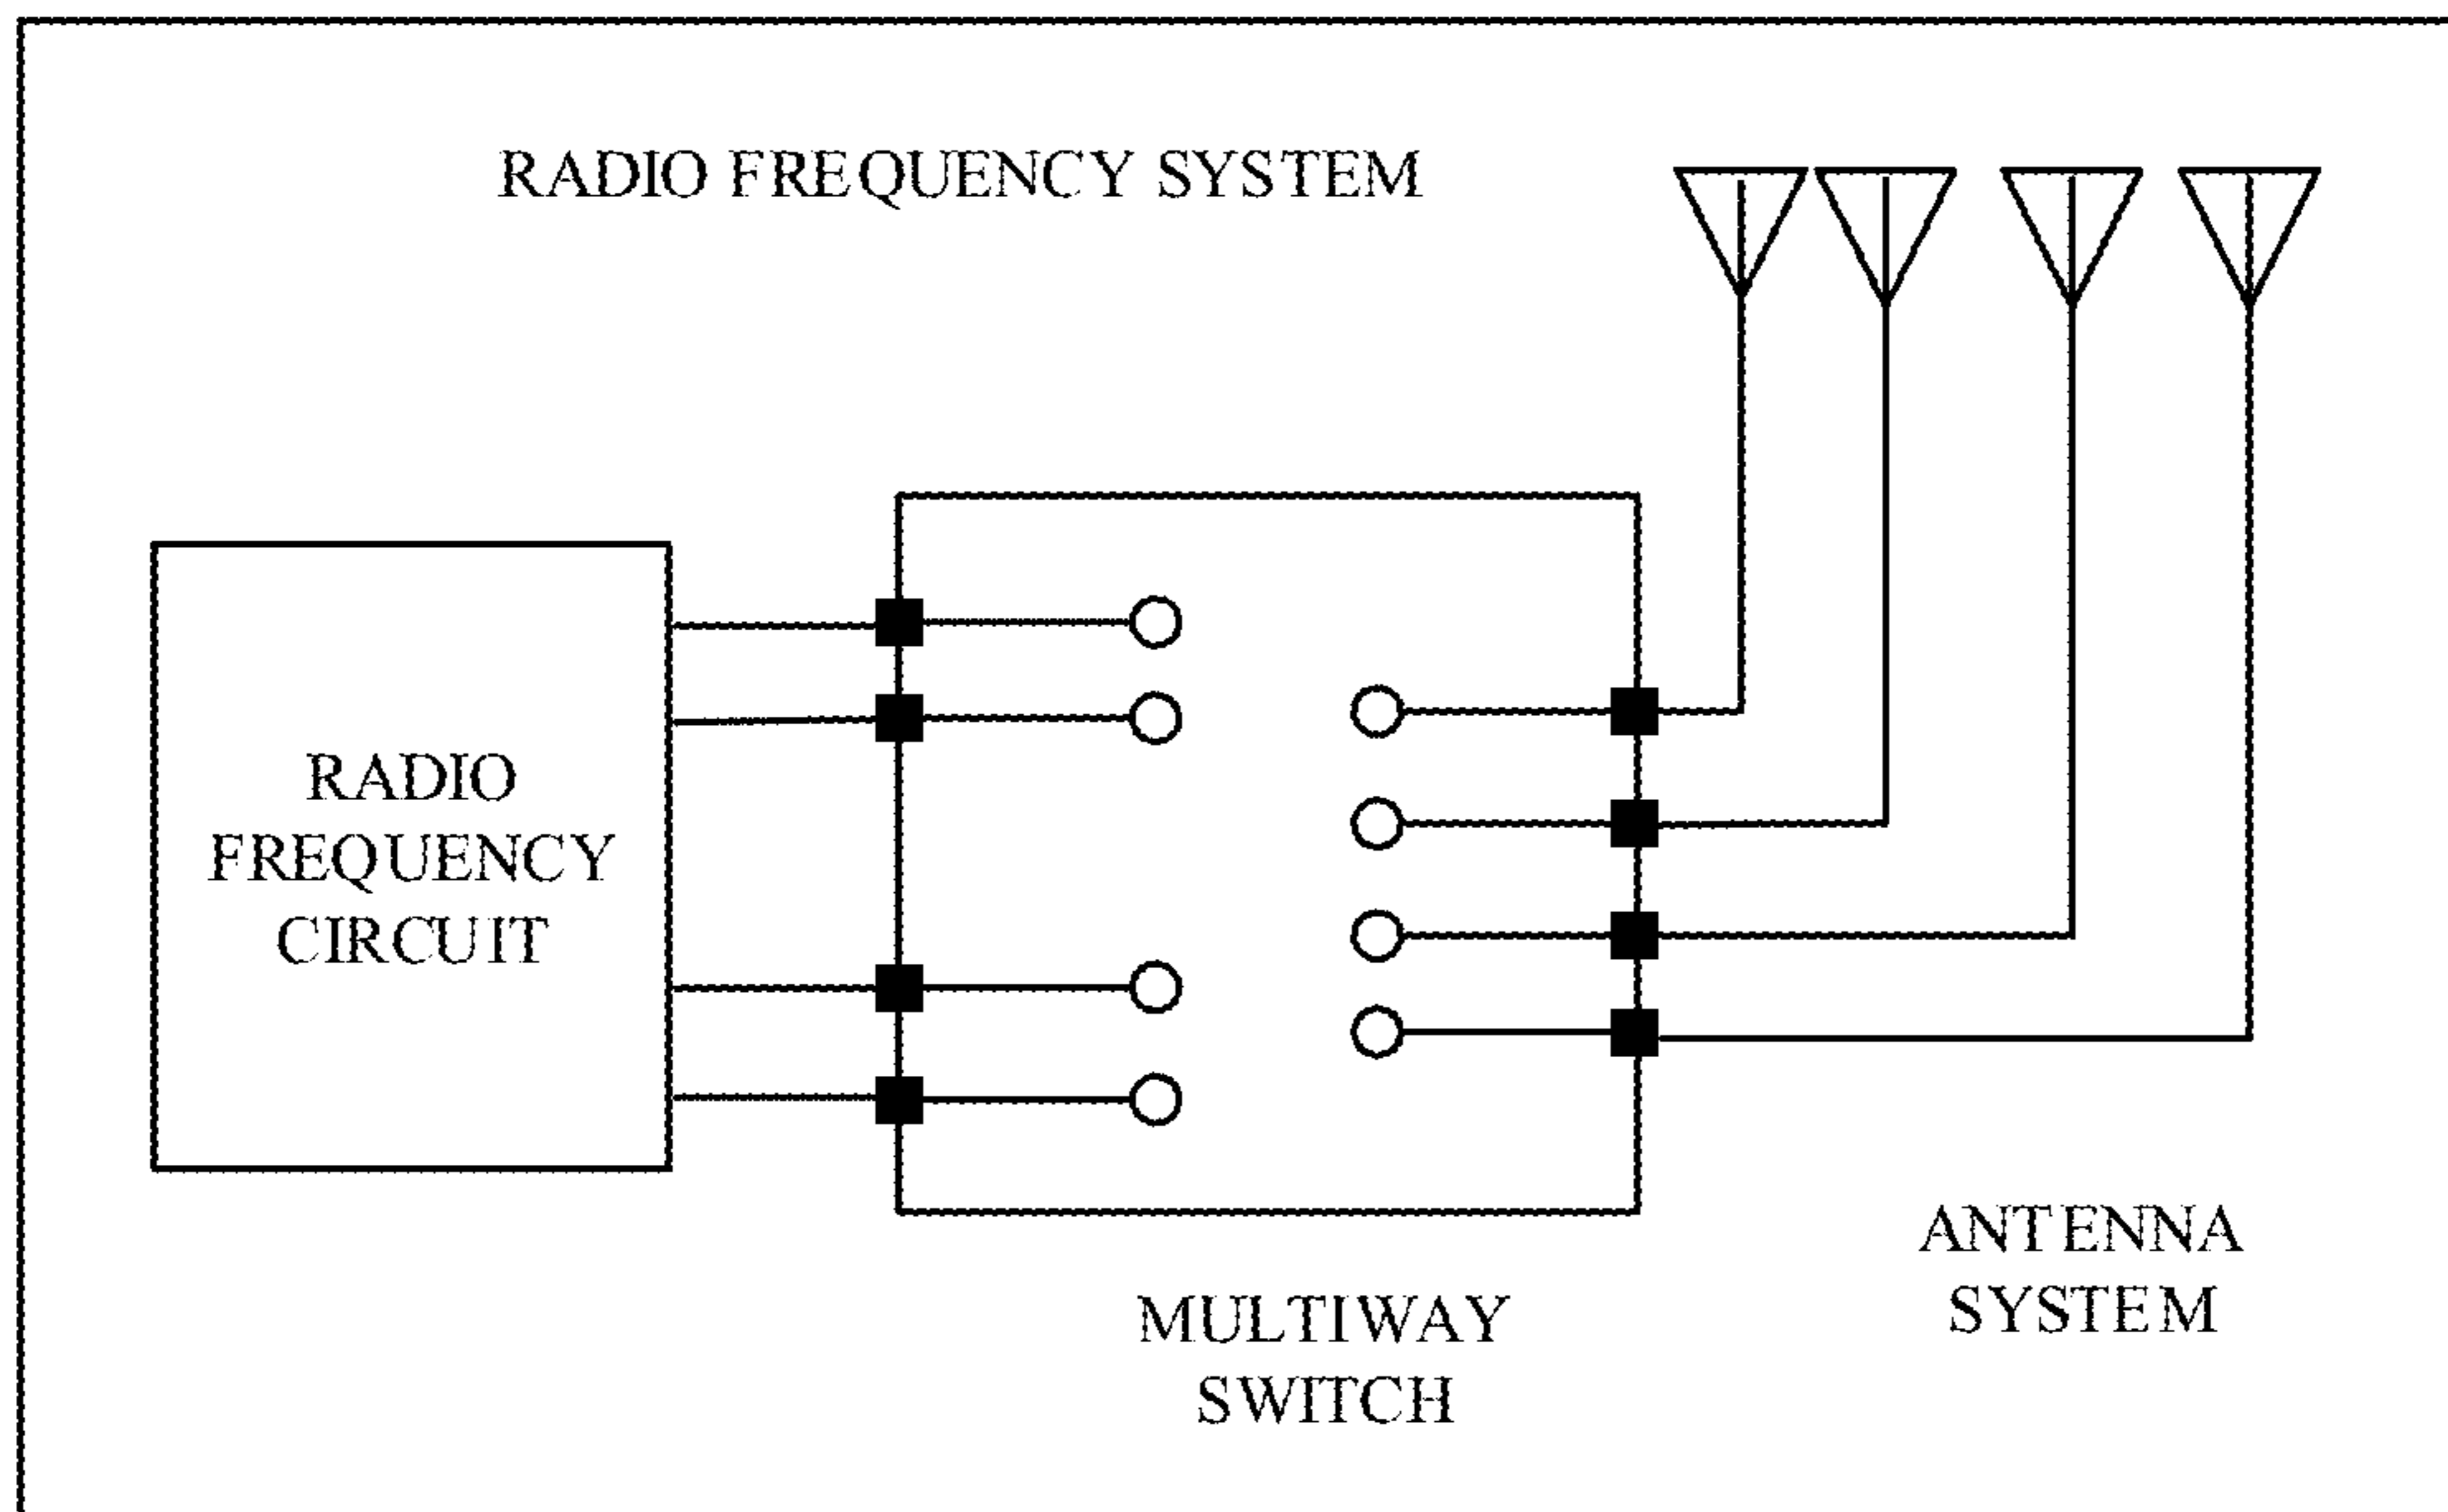 RADIO FREQUENCY SYSTEM
RADIO
FREQUENCY
CIRCUIT
MULTIWAY
SWITCH
ANTENNA
SYSTEM